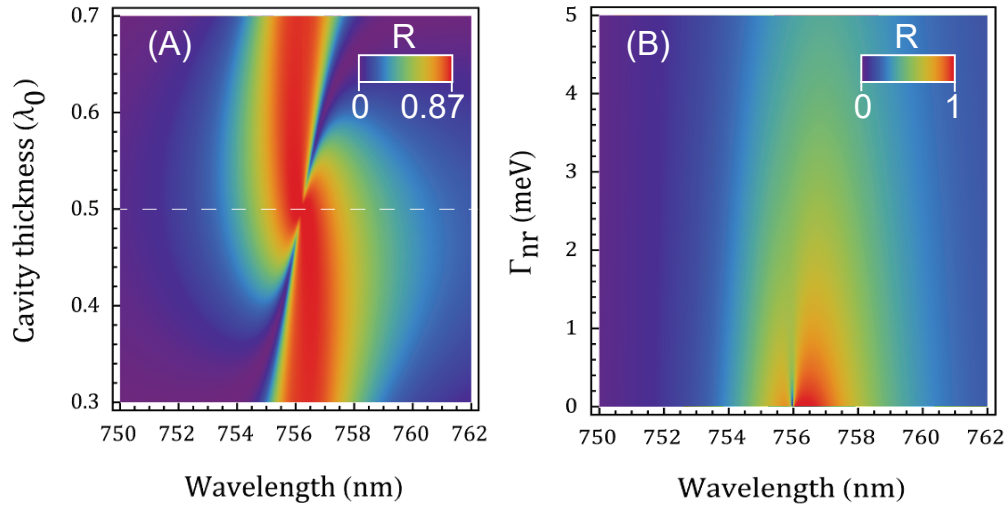 (A)
R
0 0.87
Cavity thickness (λ0)
0.7
0.6
0.5
0.4
0.3
750 752 754 756 758 760 762
Wavelength (nm)
(B)
R
0 1
Γnr (meV)
5
4
3
2
1
0
750 752 754 756 758 760 762
Wavelength (nm)